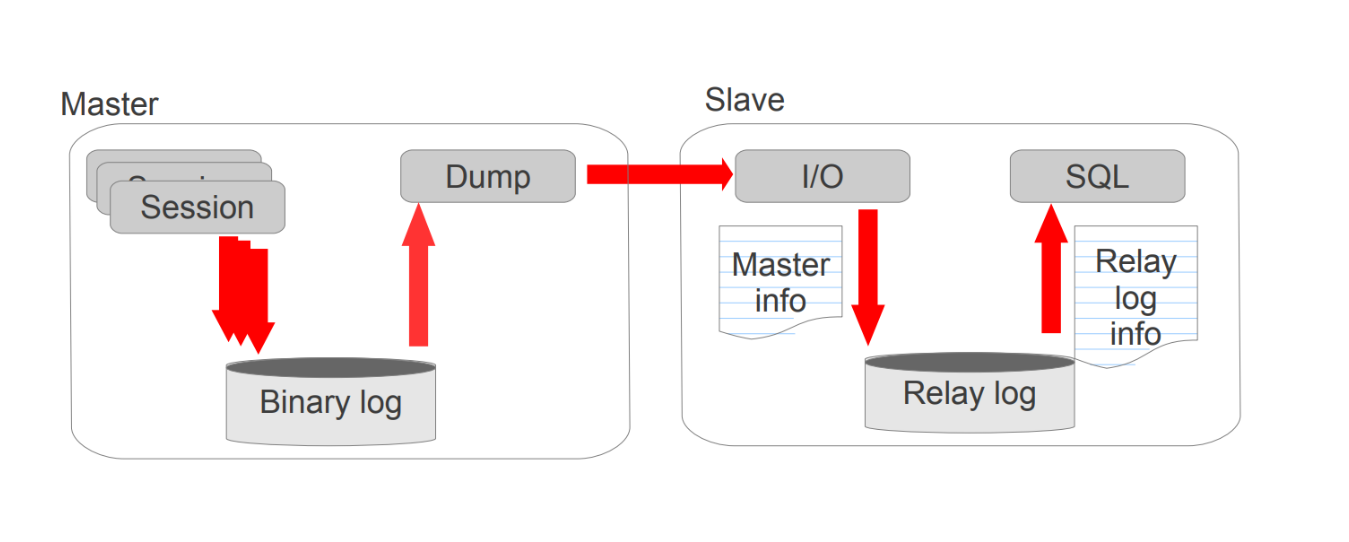 Master
Session
Dump
Binary log
Slave
I/O
SQL
Master
info
Relay
log
info
Relay log